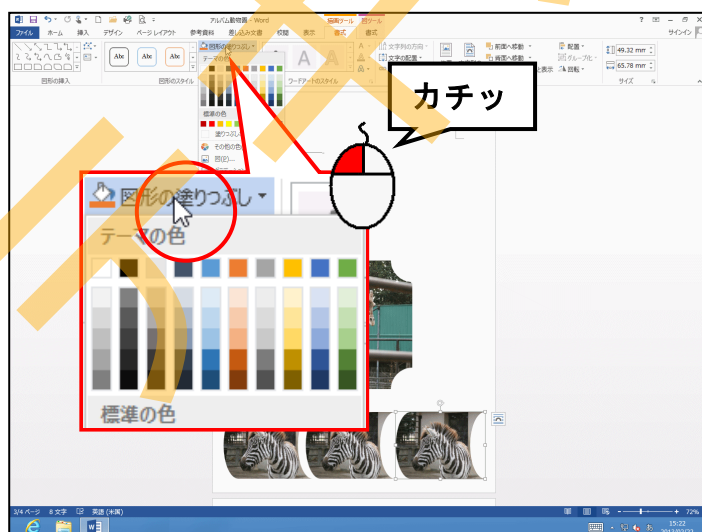 アルバム動物園 - Word
描画ツール 図ツール
サインイン
ファイル ホーム 挿入 デザイン ページ レイアウト 参考資料 差し込み文書 校閲 表示 書式 書式
Abc Abc Abc
図形の塗りつぶし
テーマの色
標準の色
その他の色
文字列の方向
文字の配置
前面へ移動
背面へ移動
配置
グループ化
回転
49.32 mm
65.78 mm
図形の挿入 図形のスタイル ワードアートのスタイル サイズ
カチッ
図形の塗りつぶし
テーマの色
標準の色
3/4 ページ 8 文字 英語 (米国)
72%
15:22